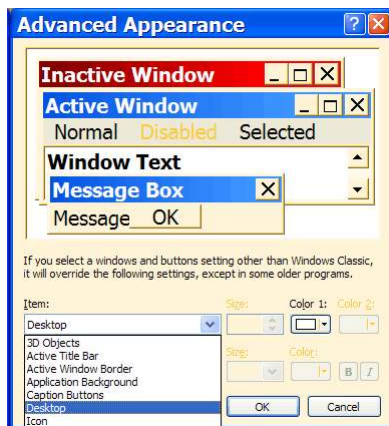 Advanced Appearance
Inactive Window
Active Window
Normal Disabled Selected
Window Text
Message Box
Message OK
If you select a windows and buttons setting other than Windows Classic,
it will override the following settings, except in some older programs.
Item: Size: Color 1: Color 2:
Desktop
Size: Color: B I
3D Objects
Active Title Bar
Active Window Border
Application Background
Caption Buttons
Desktop
Icon
OK Cancel